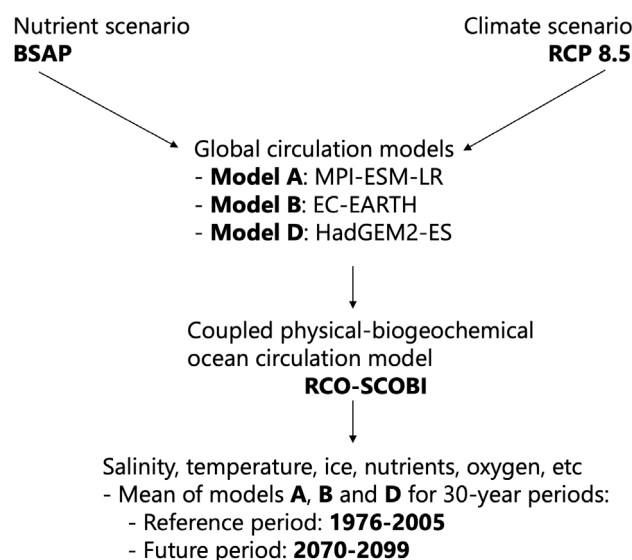 Nutrient scenario
BSAP
Climate scenario
RCP 8.5
Global circulation models
- Model A: MPI-ESM-LR
- Model B: EC-EARTH
- Model D: HadGEM2-ES
Coupled physical-biogeochemical
ocean circulation model
RCO-SCOBI
Salinity, temperature, ice, nutrients, oxygen, etc
- Mean of models A, B and D for 30-year periods:
- Reference period: 1976-2005
- Future period: 2070-2099